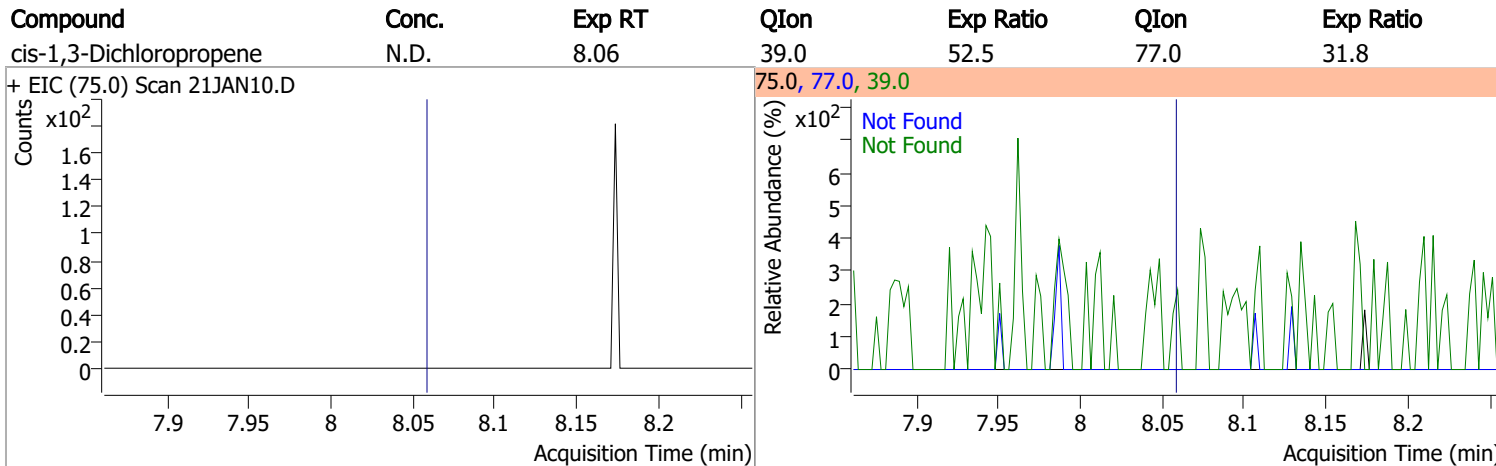 Compound Conc. Exp RT QIon Exp Ratio QIon Exp Ratio
cis-1,3-Dichloropropene N.D. 8.06 39.0 52.5 77.0 31.8
+ EIC (75.0) Scan 21JAN10.D
Counts
x10²
1.6
1.4
1.2
1
0.8
0.6
0.4
0.2
0
7.9 7.95 8 8.05 8.1 8.15 8.2
Acquisition Time (min)
75.0, 77.0, 39.0
Relative Abundance (%)
x10²
Not Found
Not Found
6
5
4
3
2
1
0
7.9 7.95 8 8.05 8.1 8.15 8.2
Acquisition Time (min)